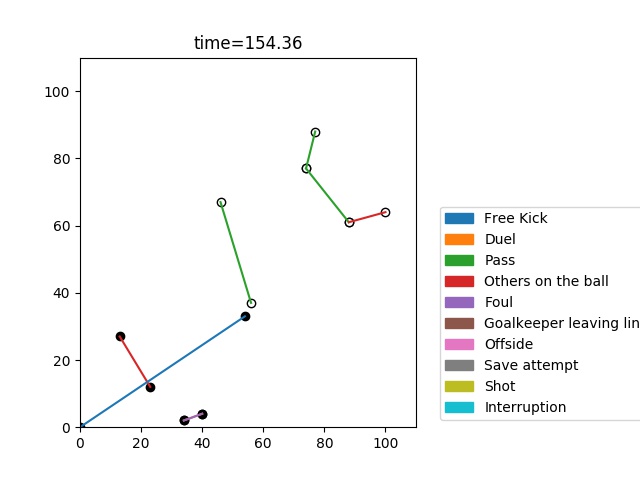 time=154.36
100
80
60
40
20
0
0 20 40 60 80 100
Free Kick
Duel
Pass
Others on the ball
Foul
Goalkeeper leaving lin
Offside
Save attempt
Shot
Interruption